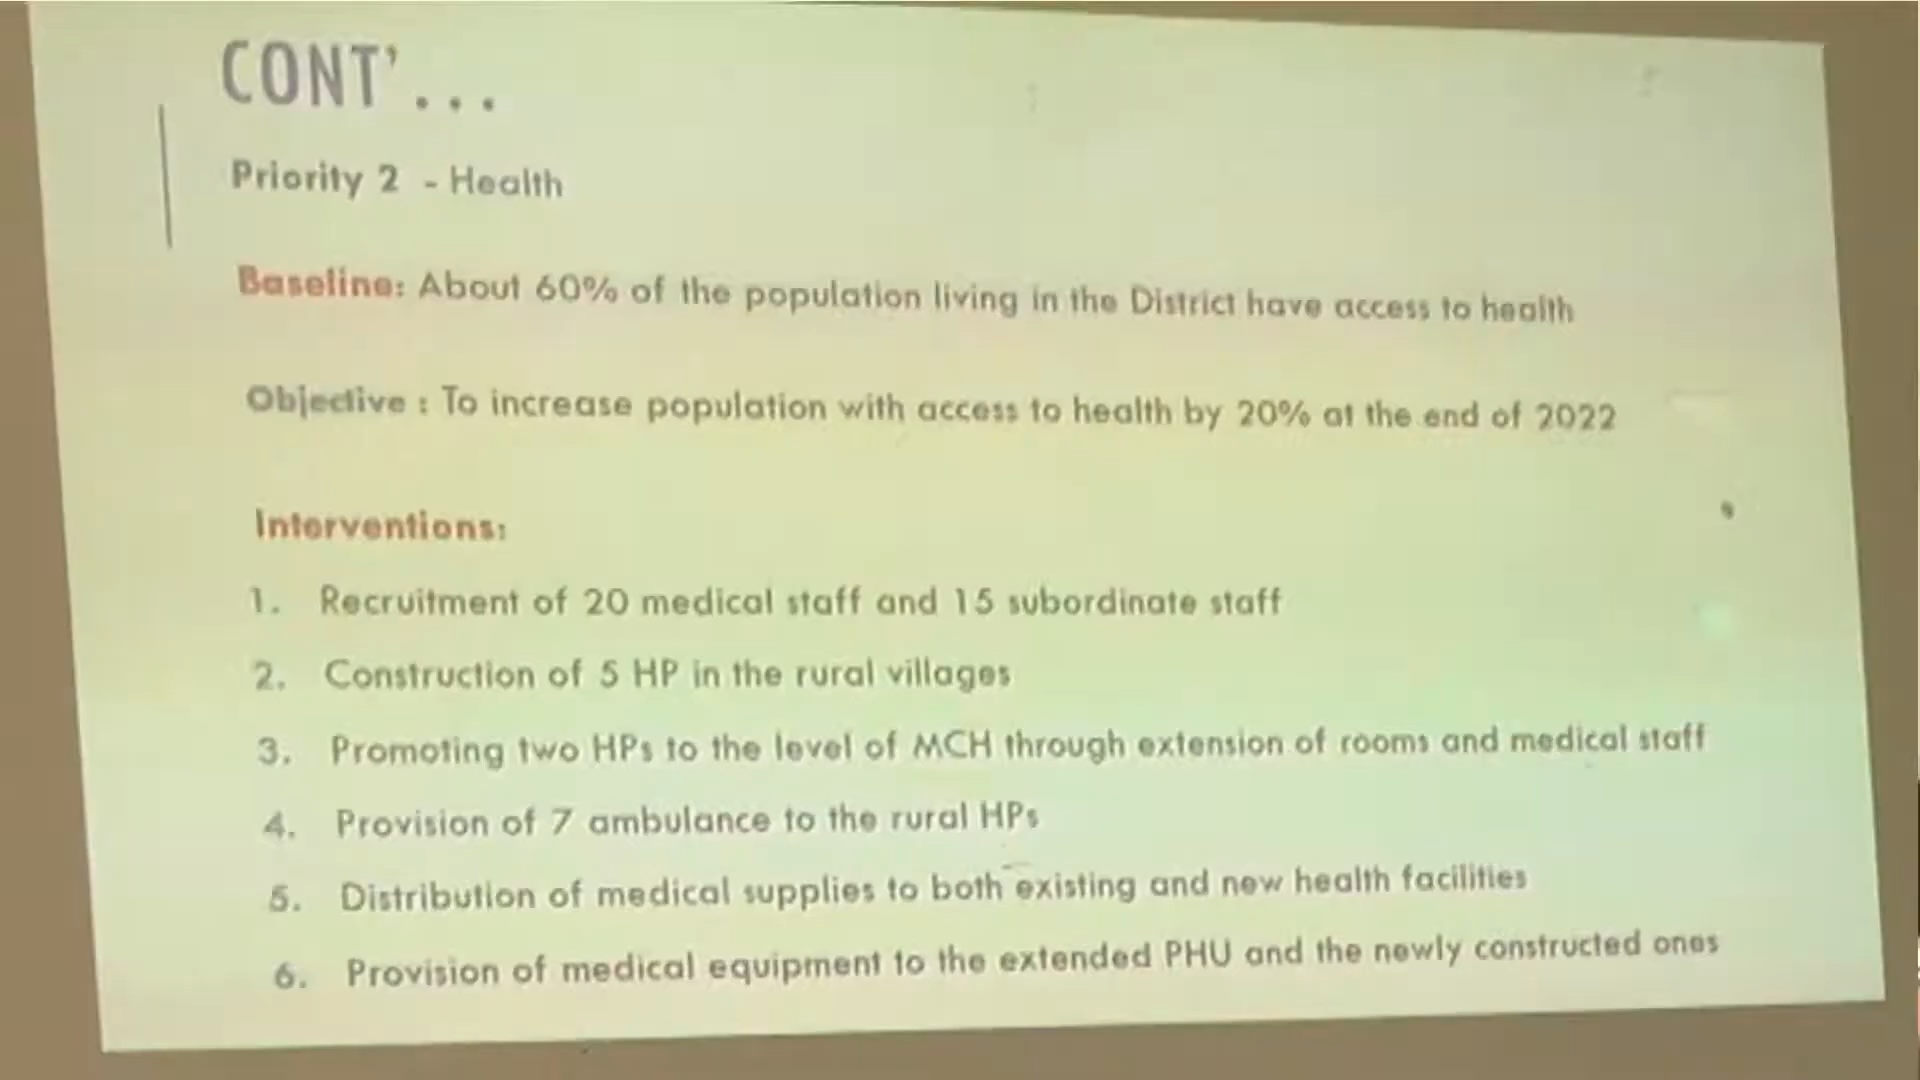 CONT'...
Priority 2 - Health
Baseline: About 60% of the population living in the District have access to health
Objective : To increase population with access to health by 20% at the end of 2022
Interventions:
1. Recruitment of 20 medical staff and 15 subordinate staff
2. Construction of 5 HP in the rural villages
3. Promoting two HPs to the level of MCH through extension of rooms and medical staff
4. Provision of 7 ambulance to the rural HPs
5. Distribution of medical supplies to both existing and new health facilities
6. Provision of medical equipment to the extended PHU and the newly constructed ones